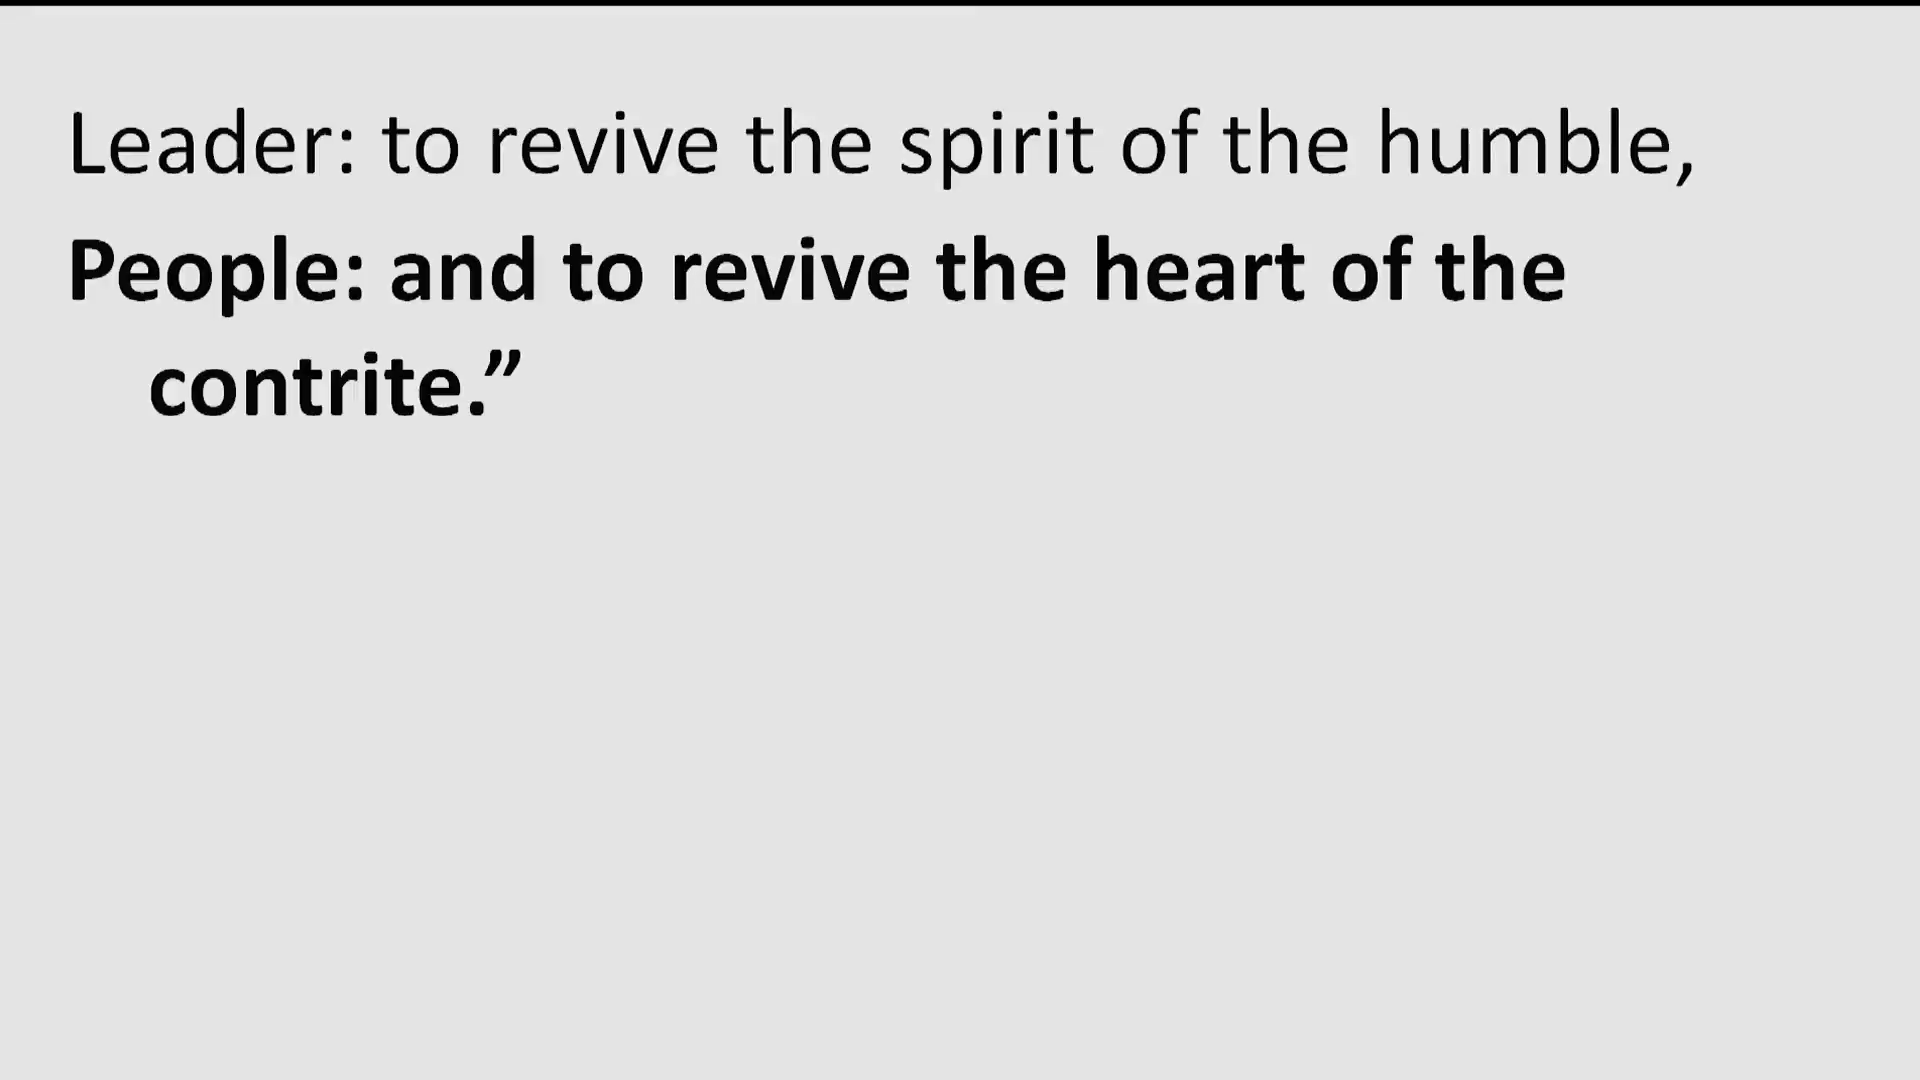 Leader: to revive the spirit of the humble,
People: and to revive the heart of the
contrite.”